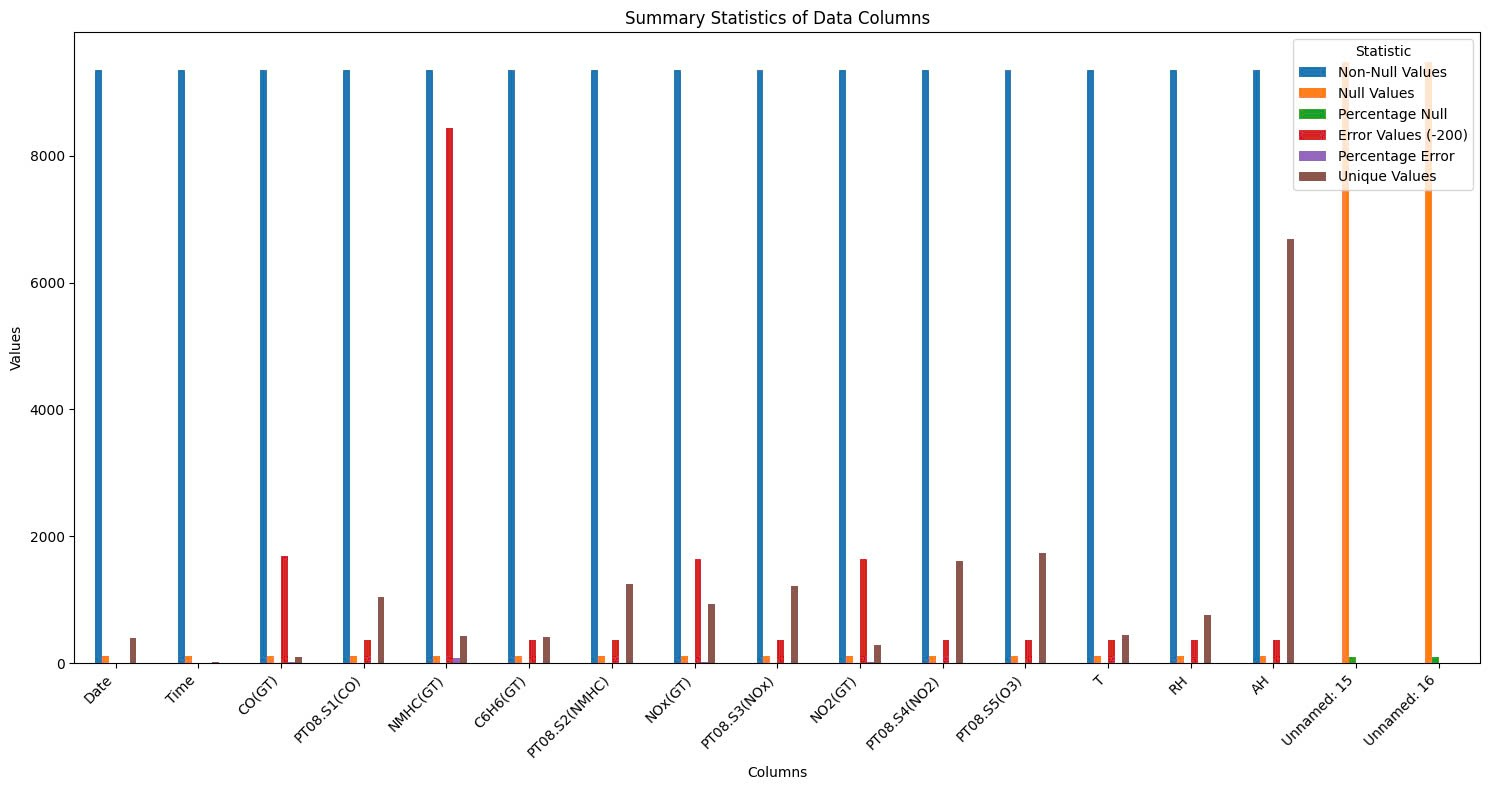 Summary Statistics of Data Columns
Statistic
Non-Null Values
Null Values
Percentage Null
Error Values (-200)
Percentage Error
Unique Values
Values
8000
6000
4000
2000
0
Date
Time
CO(GT)
PT08.S1(CO)
NMHC(GT)
C6H6(GT)
PT08.S2(NMHC)
NOx(GT)
PT08.S3(NOx)
NO2(GT)
PT08.S4(NO2)
PT08.S5(O3)
T
RH
AH
Unnamed: 15
Unnamed: 16
Columns